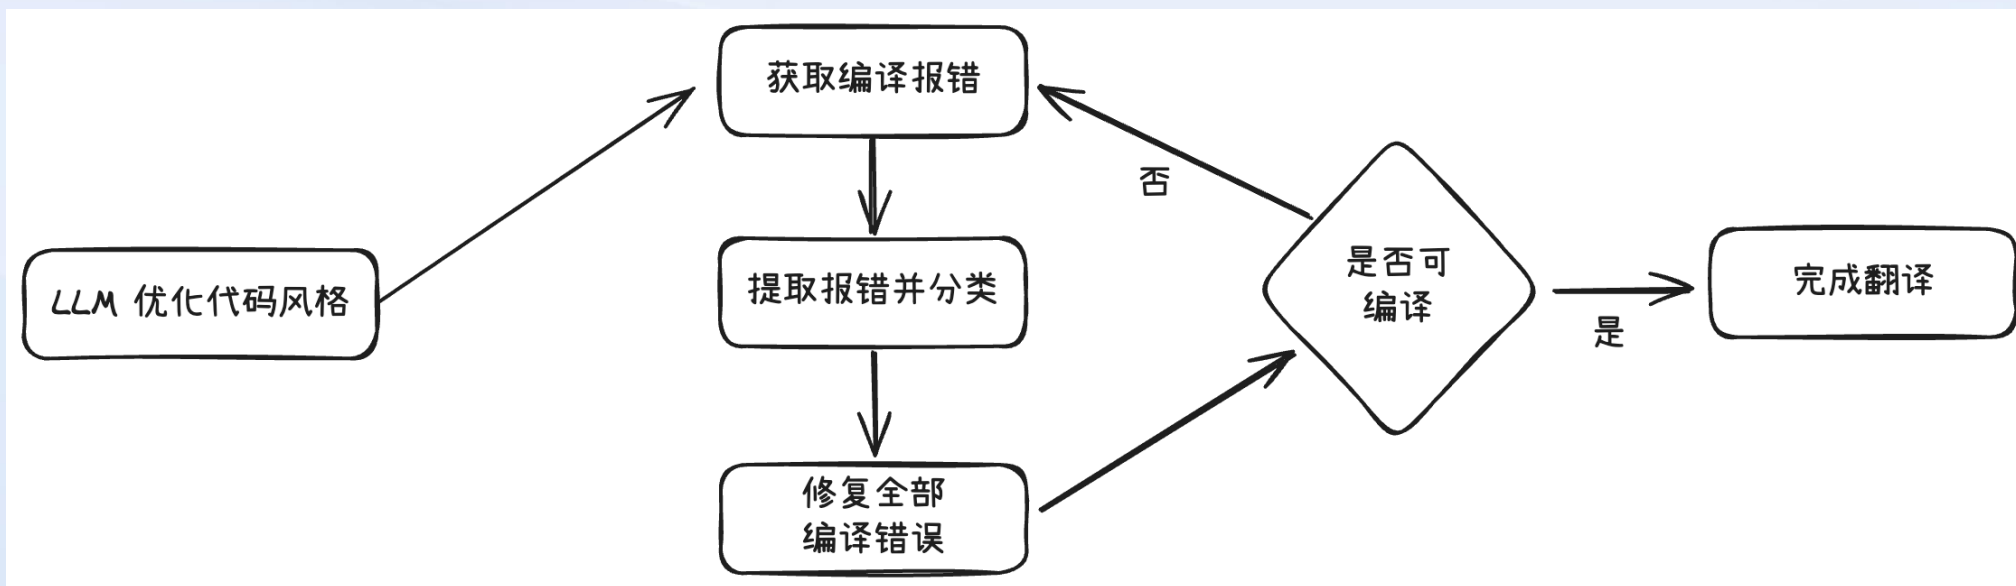 LLM 优化代码风格
获取编译报错
提取报错并分类
修复全部
编译错误
否
是否可
编译
是
完成翻译